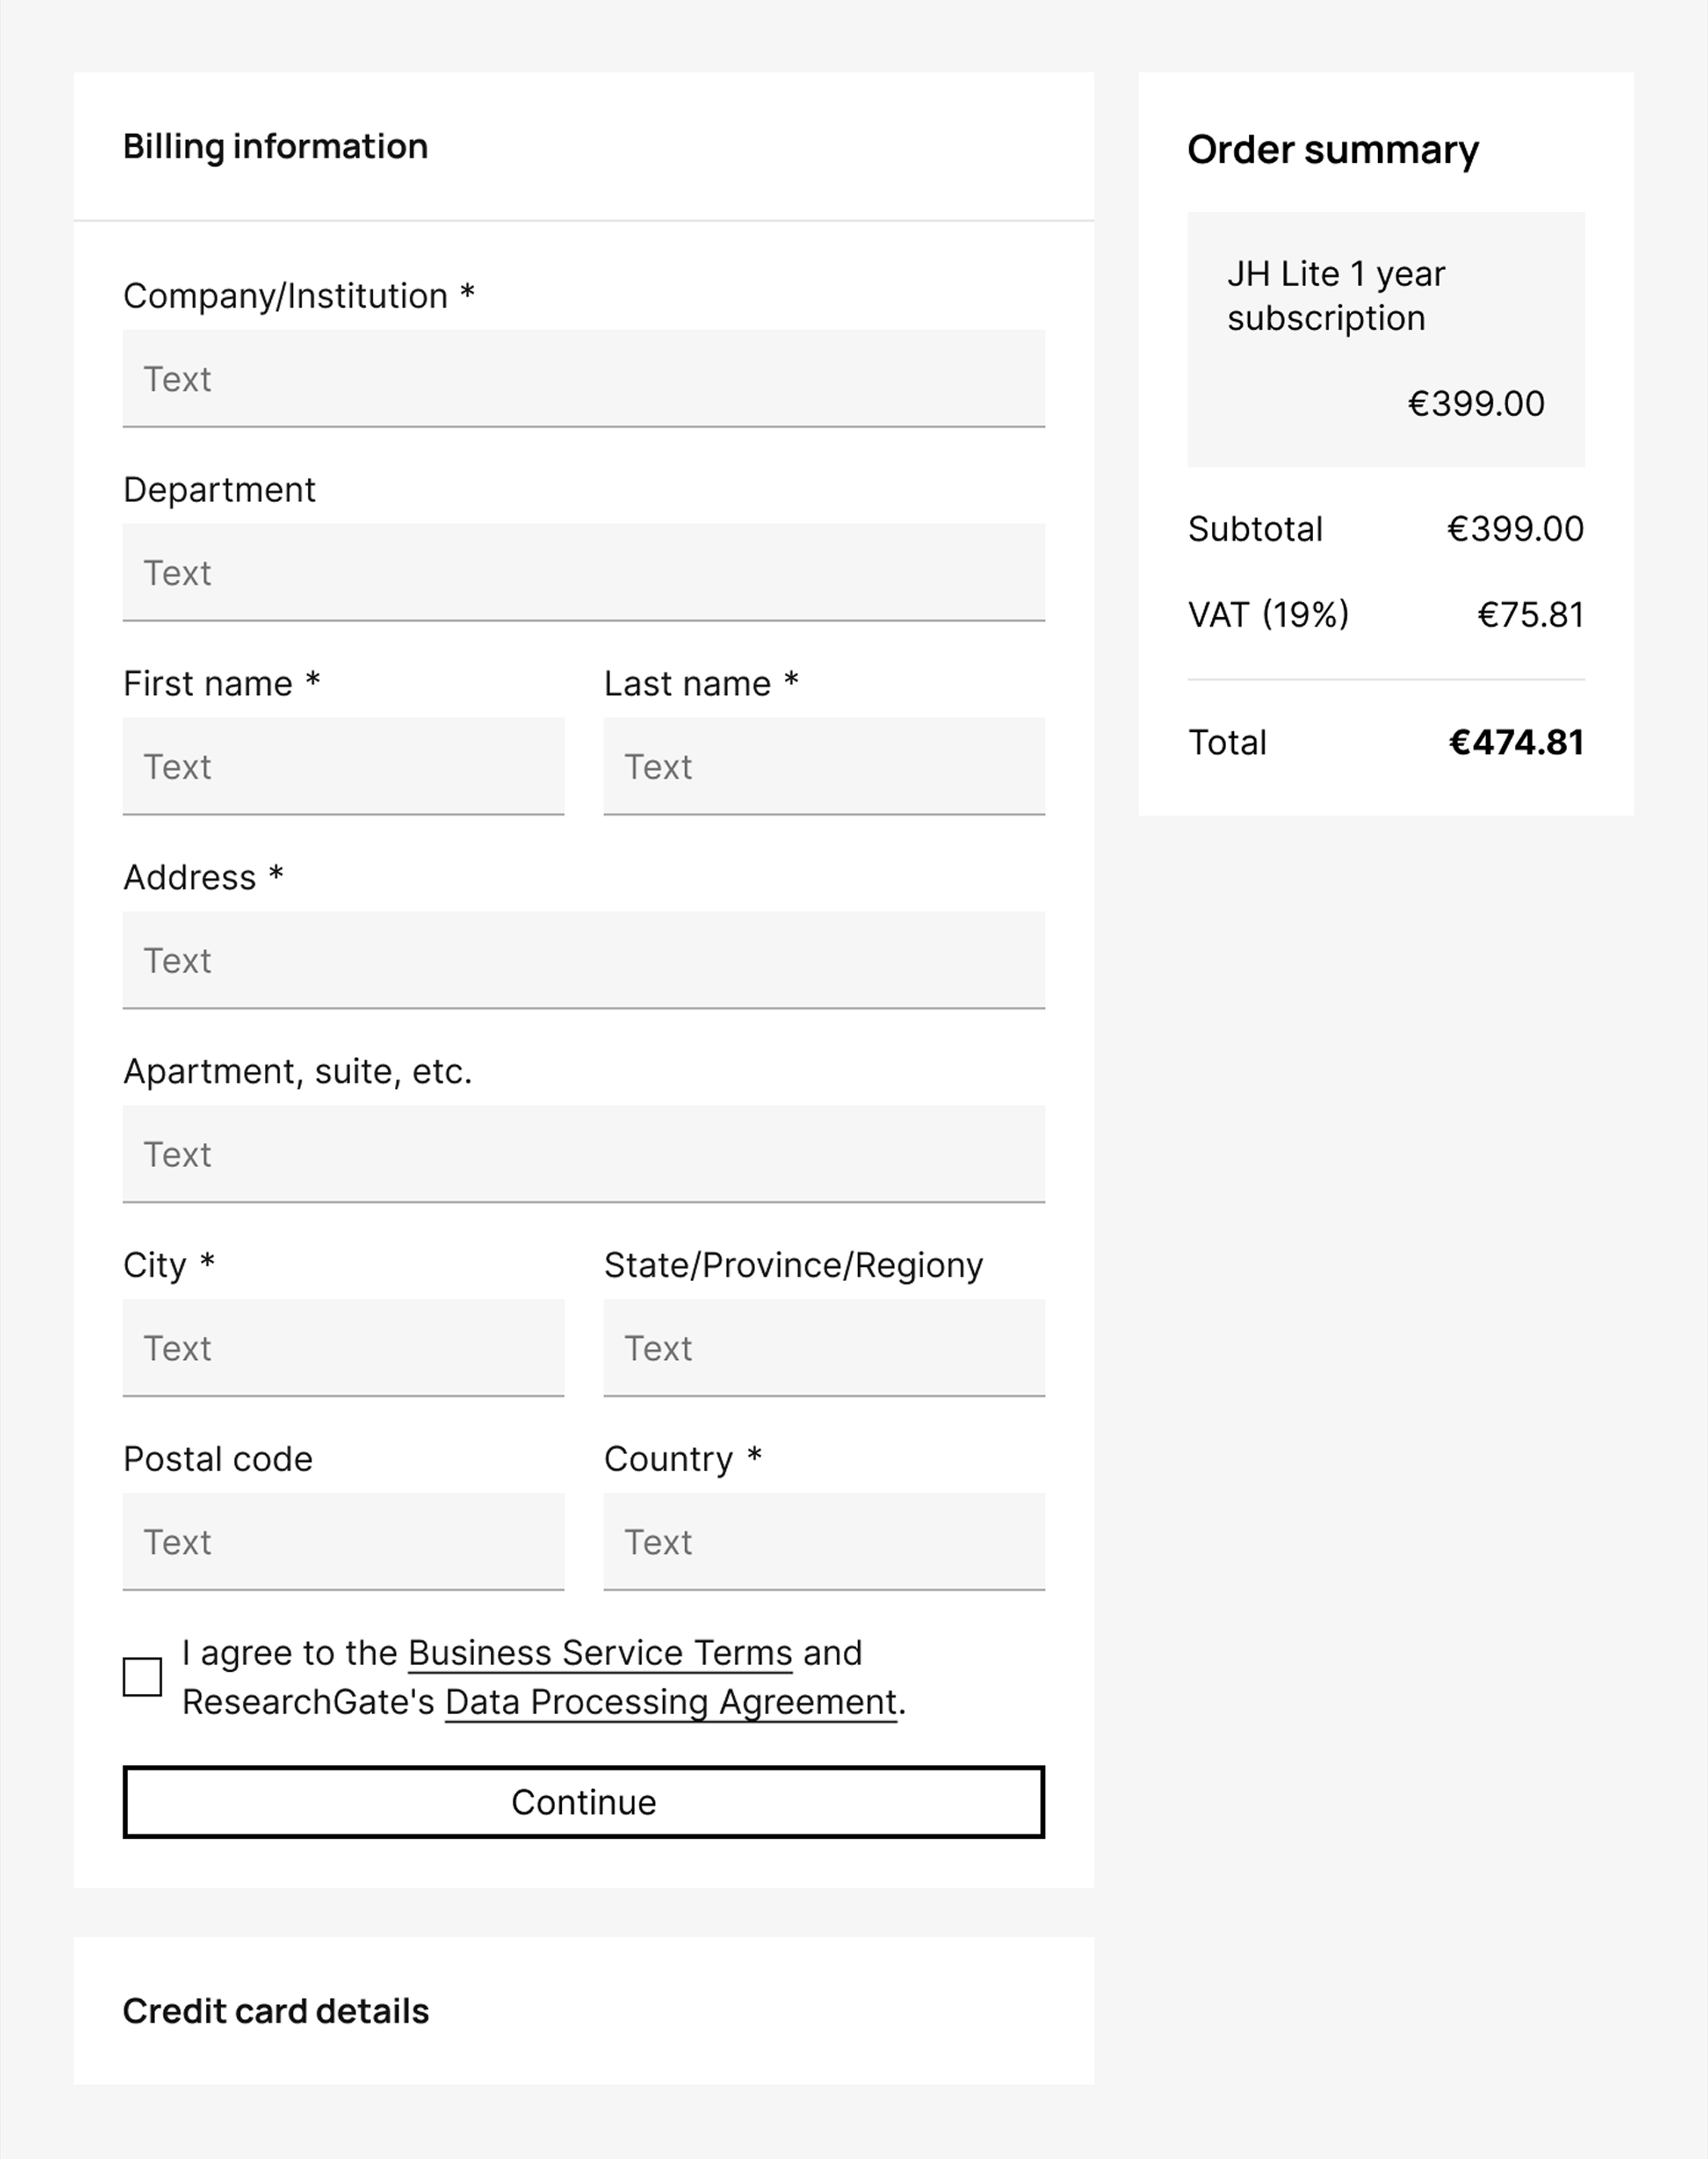 Billing information
Company/Institution *
Text
Department
Text
First name *
Last name *
Text
Text
Address *
Text
Apartment, suite, etc.
Text
City *
State/Province/Regiony
Text
Text
Postal code
Country *
Text
Text
I agree to the Business Service Terms and
ResearchGate's Data Processing Agreement.
Continue
Credit card details
Order summary
JH Lite 1 year
subscription
€399.00
Subtotal €399.00
VAT (19%) €75.81
Total €474.81